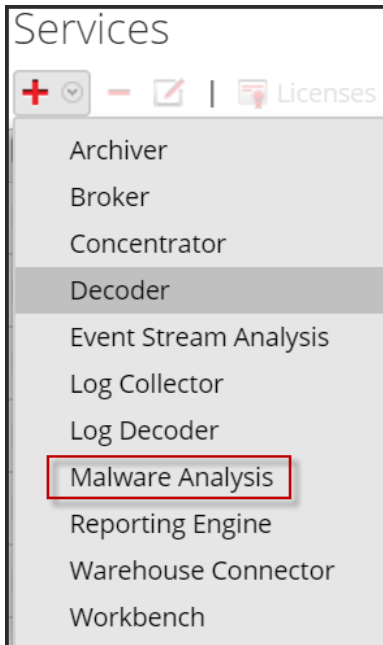 Services
Licenses
Archiver
Broker
Concentrator
Decoder
Event Stream Analysis
Log Collector
Log Decoder
Malware Analysis
Reporting Engine
Warehouse Connector
Workbench